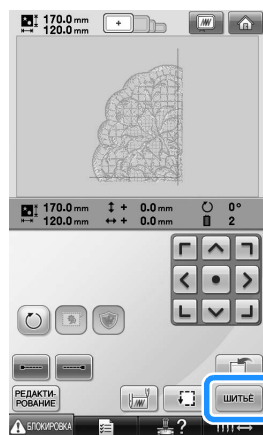 170.0 mm
120.0 mm
170.0 mm + 0.0 mm 0°
120.0 mm + 0.0 mm 2
РЕДАКТИ-
РОВАНИЕ
ШИТЬЁ
БЛОКИРОВКА
?